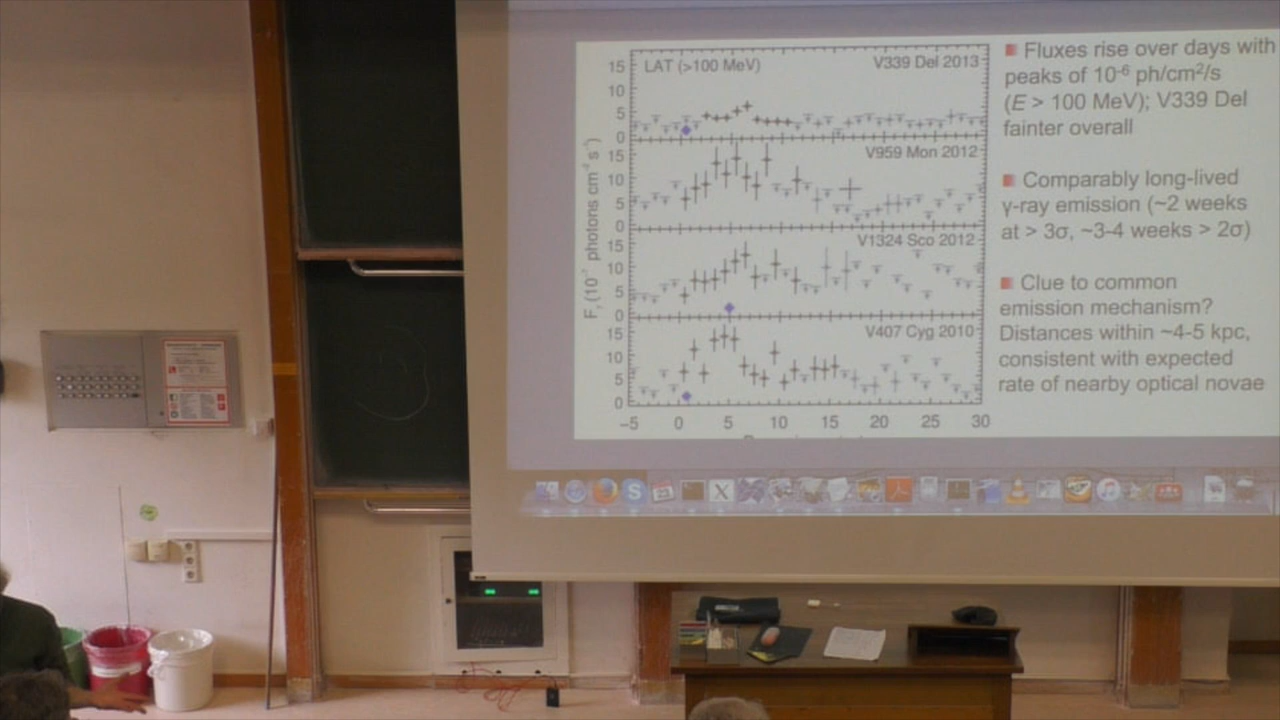 LAT (>100 MeV)
V339 Del 2013
V959 Mon 2012
V1324 Sco 2012
V407 Cyg 2010
15
10
5
0
15
10
5
0
15
10
5
0
15
10
5
0
-5 0 5 10 15 20 25 30
photons cm⁻² s⁻¹)
Fluxes rise over days with
peaks of 10⁻⁶ ph/cm²/s
(E > 100 MeV); V339 Del
fainter overall
Comparably long-lived
γ-ray emission (~2 weeks
at > 3σ, ~3-4 weeks > 2σ)
Clue to common
emission mechanism?
Distances within ~4-5 kpc,
consistent with expected
rate of nearby optical novae